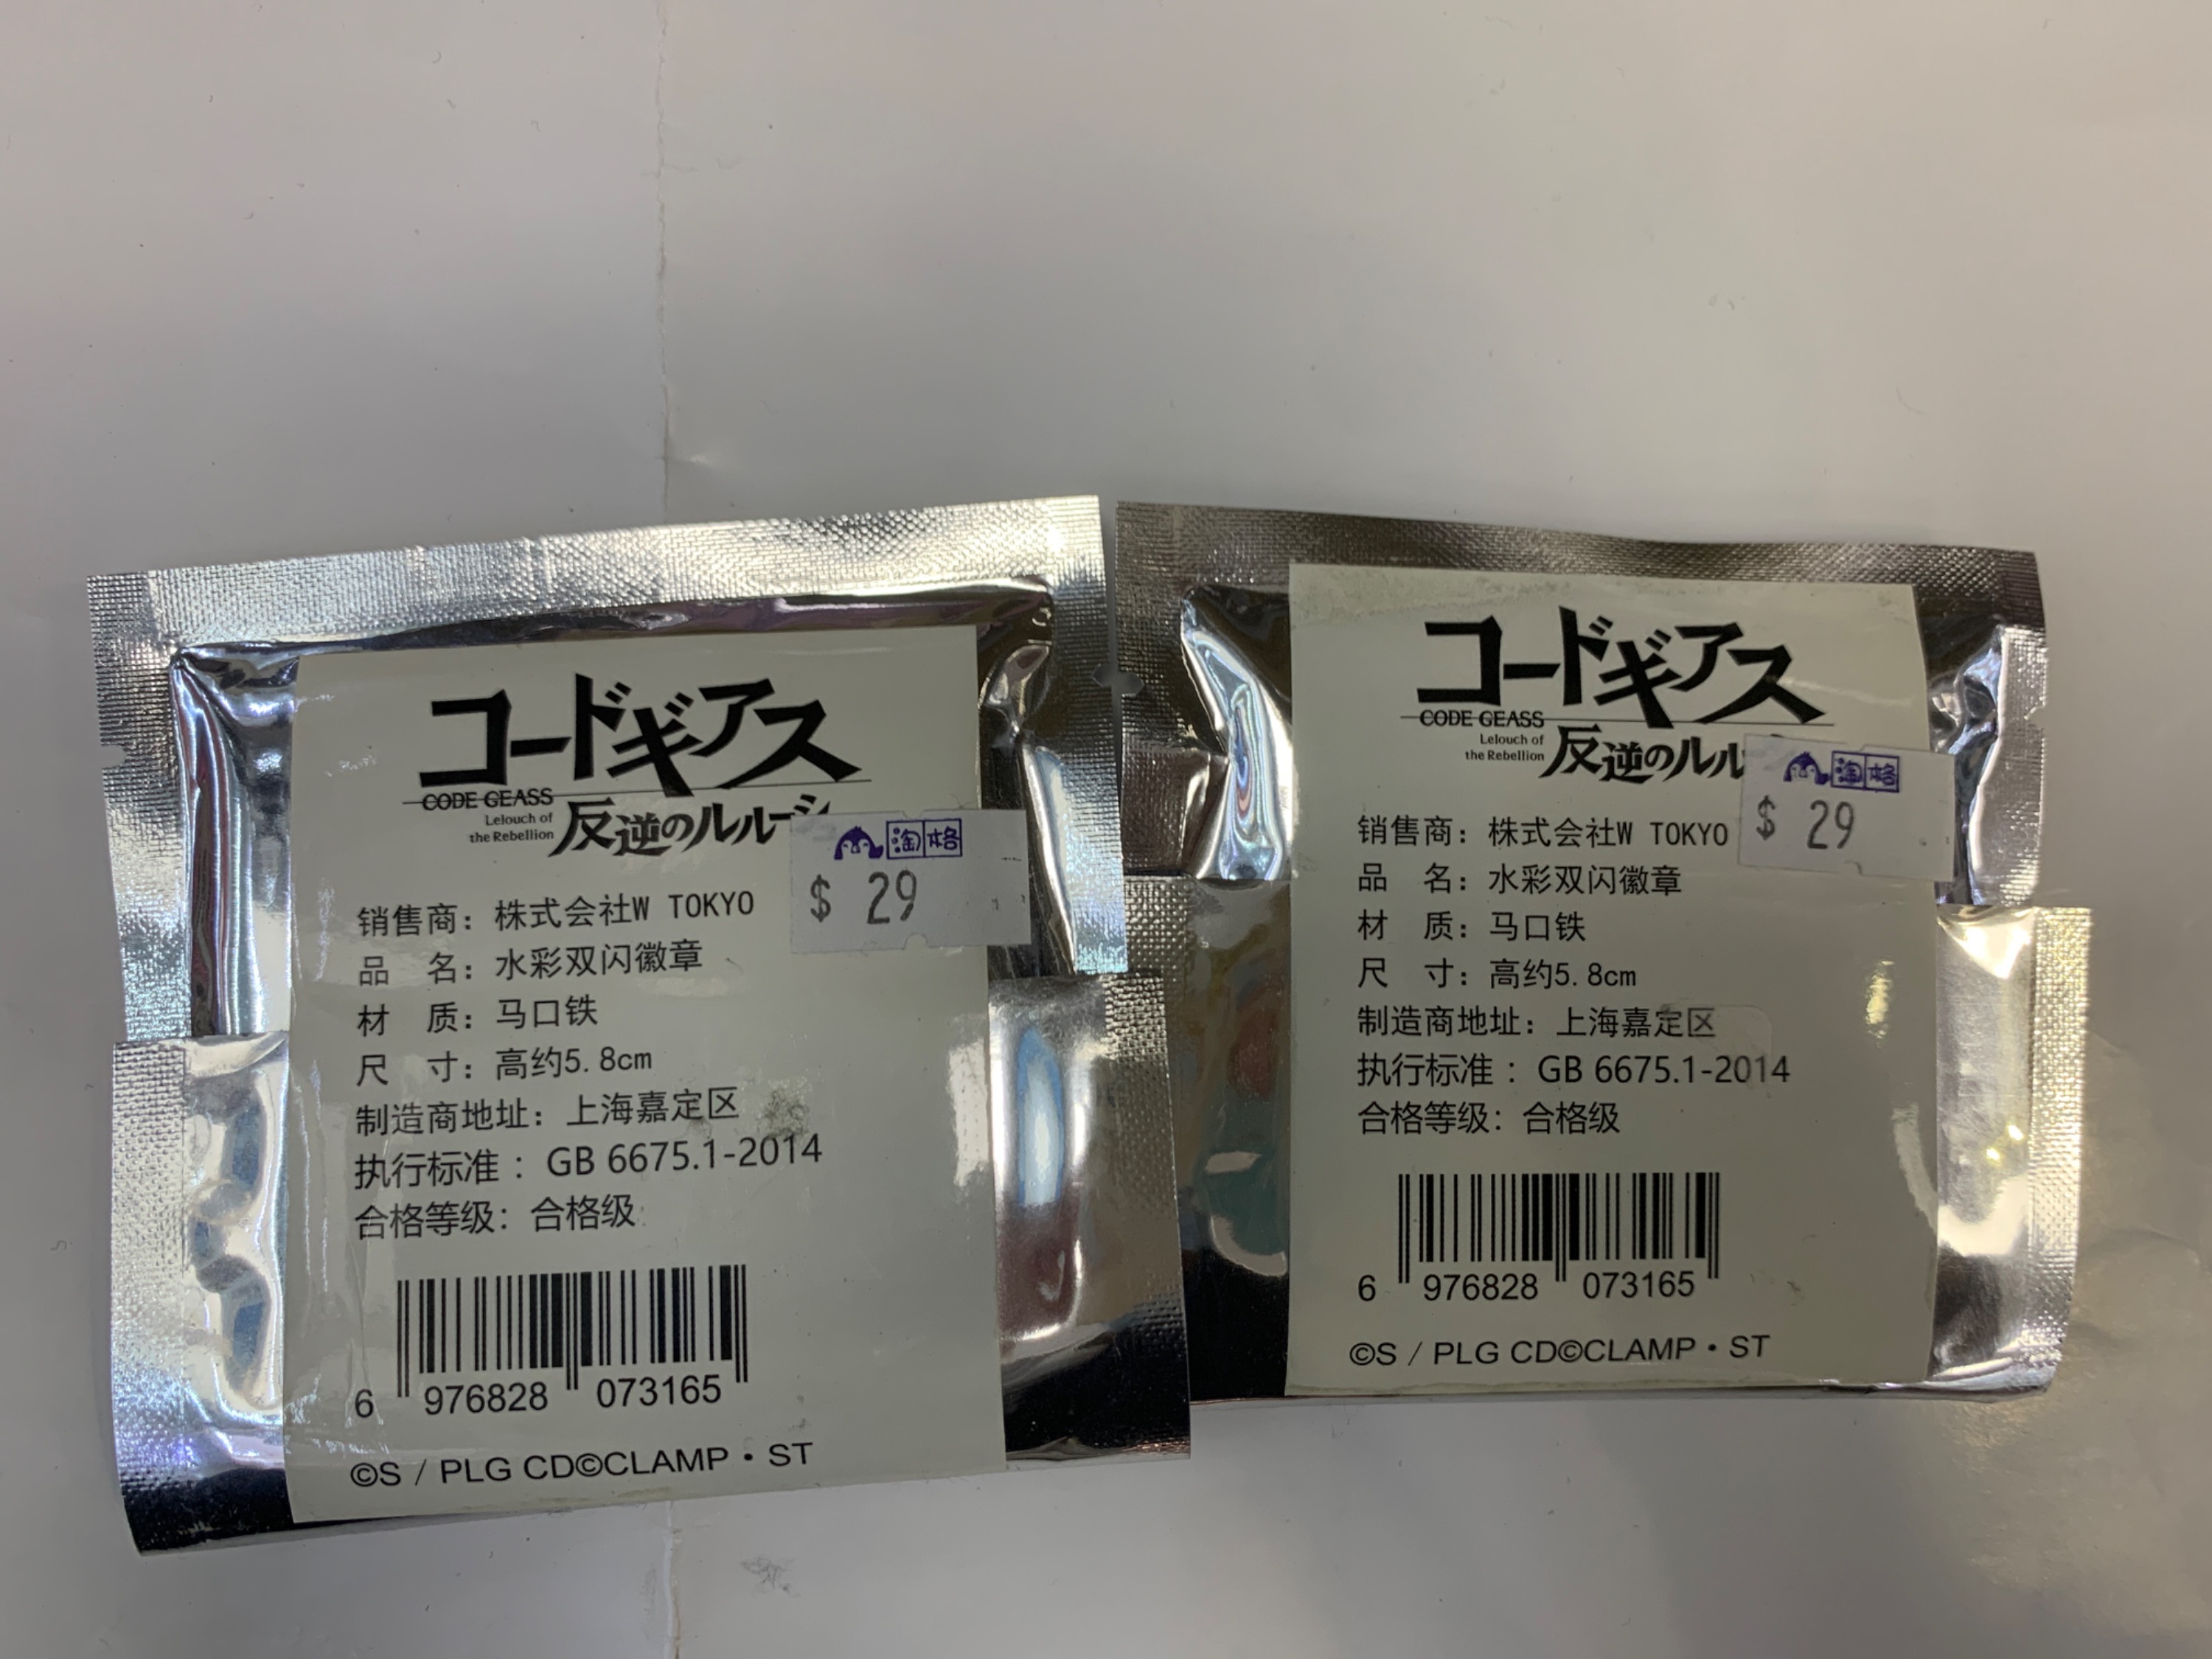 コードギアス
CODE GEASS
Lelouch of
the Rebellion
反逆のルルーシ
淘格
$ 29
销售商：株式会社W TOKYO
品 名：水彩双闪徽章
材 质：马口铁
尺 寸：高约5.8cm
制造商地址：上海嘉定区
执行标准：GB 6675.1-2014
合格等级：合格级
6 976828 073165
©S / PLG CD©CLAMP・ST
コードギアス
CODE GEASS
Lelouch of
the Rebellion
反逆のルル
淘格
$ 29
销售商：株式会社W TOKYO
品 名：水彩双闪徽章
材 质：马口铁
尺 寸：高约5.8cm
制造商地址：上海嘉定区
执行标准：GB 6675.1-2014
合格等级：合格级
6 976828 073165
©S / PLG CD©CLAMP・ST